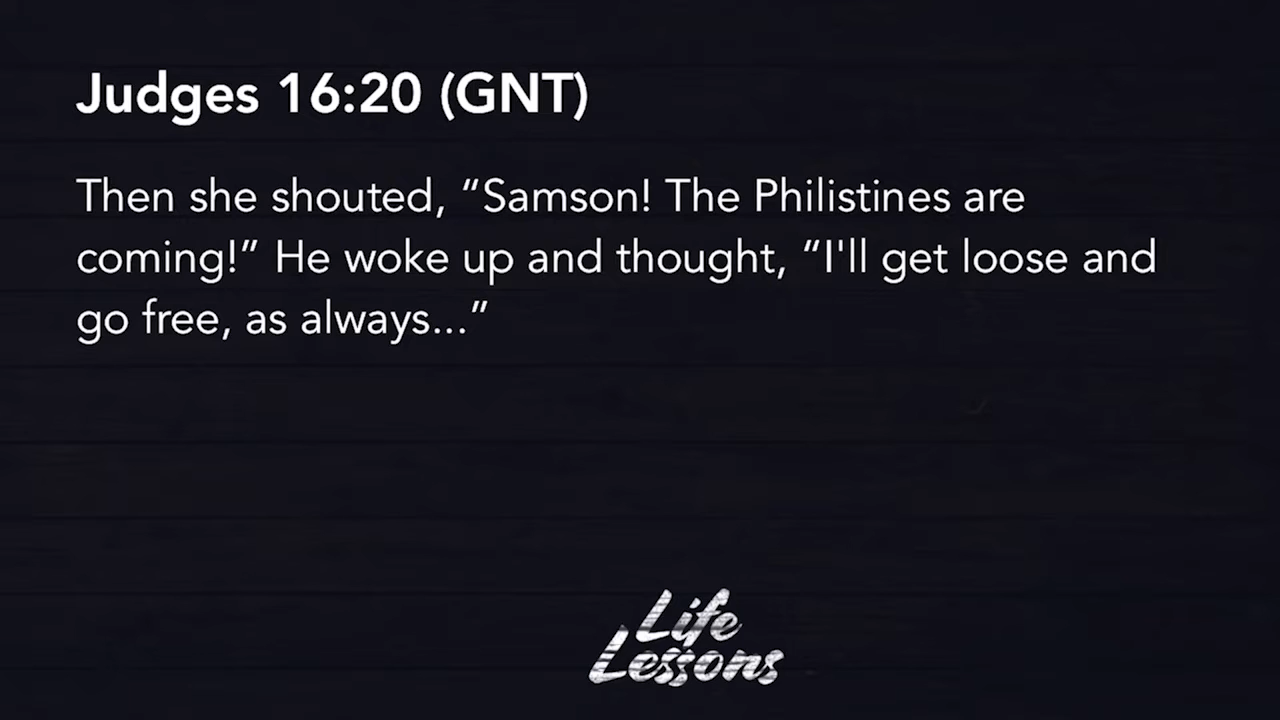 Judges 16:20 (GNT)
Then she shouted, “Samson! The Philistines are
coming!” He woke up and thought, “I'll get loose and
go free, as always...”
Life
Lessons